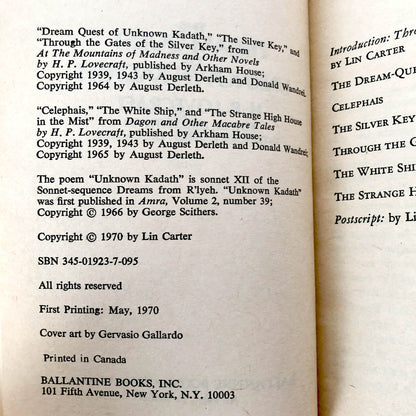 "Dream Quest of Unknown Kadath," "The Silver Key," and
"Through the Gates of the Silver Key," from
At The Mountains of Madness and Other Novels
by H. P. Lovecraft, published by Arkham House;
Copyright 1939, 1943 by August Derleth and Donald Wandrei,
Copyright 1964 by August Derleth.
"Celephais," "The White Ship," and "The Strange High House
in the Mist" from Dagon and Other Macabre Tales
by H. P. Lovecraft, published by Arkham House;
Copyright 1939, 1943 by August Derleth and Donald Wandrei;
Copyright 1965 by August Derleth.
The poem "Unknown Kadath" is sonnet XII of the
Sonnet-sequence Dreams from R'lyeh. "Unknown Kadath"
was first published in Amra, Volume 2, number 39;
Copyright © 1966 by George Scithers.
Copyright © 1970 by Lin Carter
SBN 345-01923-7-095
All rights reserved
First Printing: May, 1970
Cover art by Gervasio Gallardo
Printed in Canada
BALLANTINE BOOKS, INC.
101 Fifth Avenue, New York, N.Y. 10003
Introduction: Thro
by LIN CARTER
THE DREAM-QUE
CELEPHAIS
THE SILVER KEY
THROUGH THE G
THE WHITE SHI
THE STRANGE H
Postscript: by Li